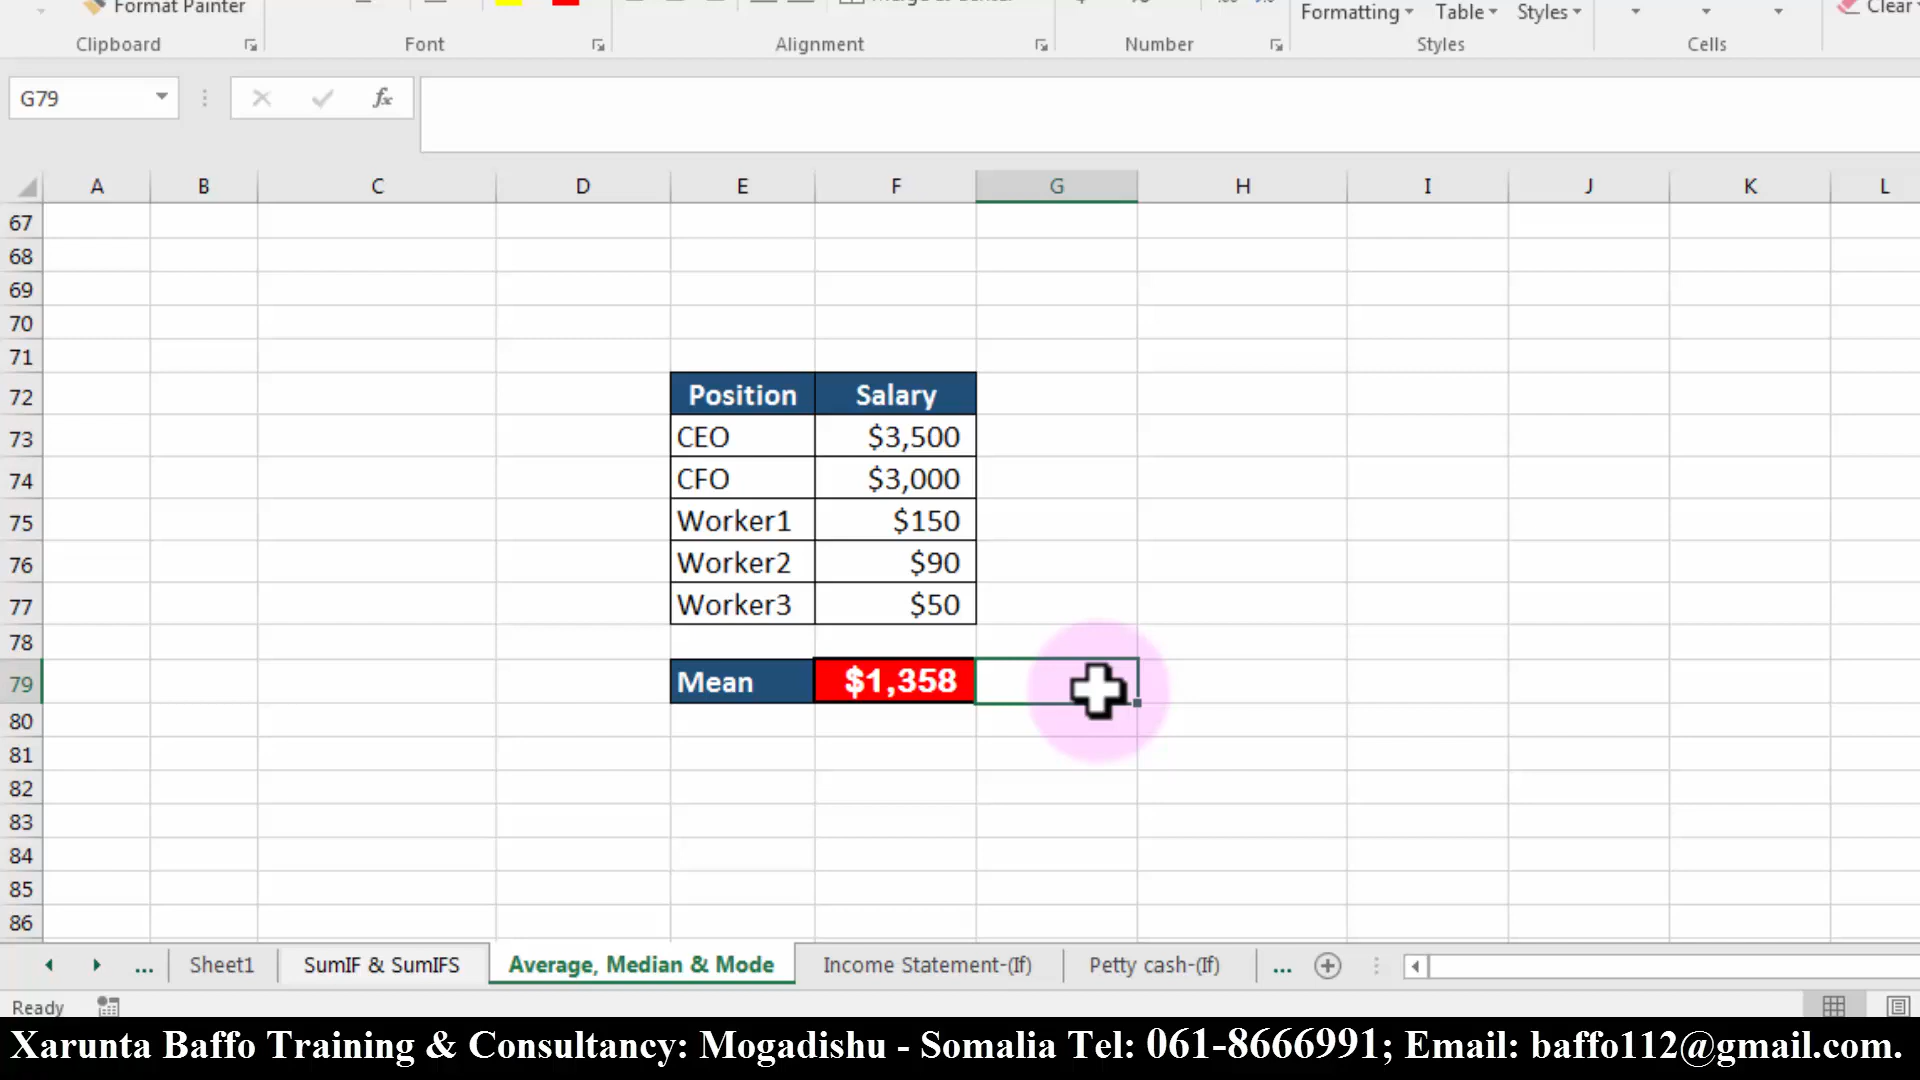 Format Painter
Formatting Table Styles
Clear
Clipboard Font Alignment Number Styles Cells
G79 fx
A B C D E F G H I J K L
67
68
69
70
71
72 Position Salary
73 CEO $3,500
74 CFO $3,000
75 Worker1 $150
76 Worker2 $90
77 Worker3 $50
78
79 Mean $1,358
80
81
82
83
84
85
86
... Sheet1 SumIF & SumIFS Average, Median & Mode Income Statement-(If) Petty cash-(If) ...
Ready
Xarunta Baffo Training & Consultancy: Mogadishu - Somalia Tel: 061-8666991; Email: baffo112@gmail.com.